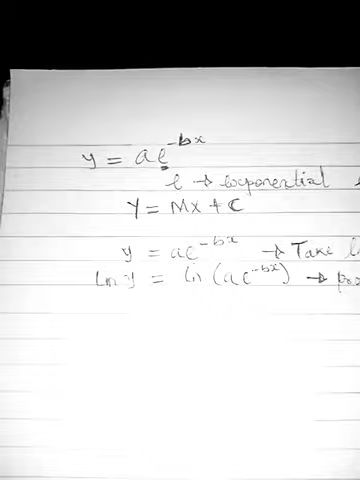 y = ae^-bx
e → exponential
Y = MX + C
y = ae^-bx → Take
ln y = ln (ae^-bx) →